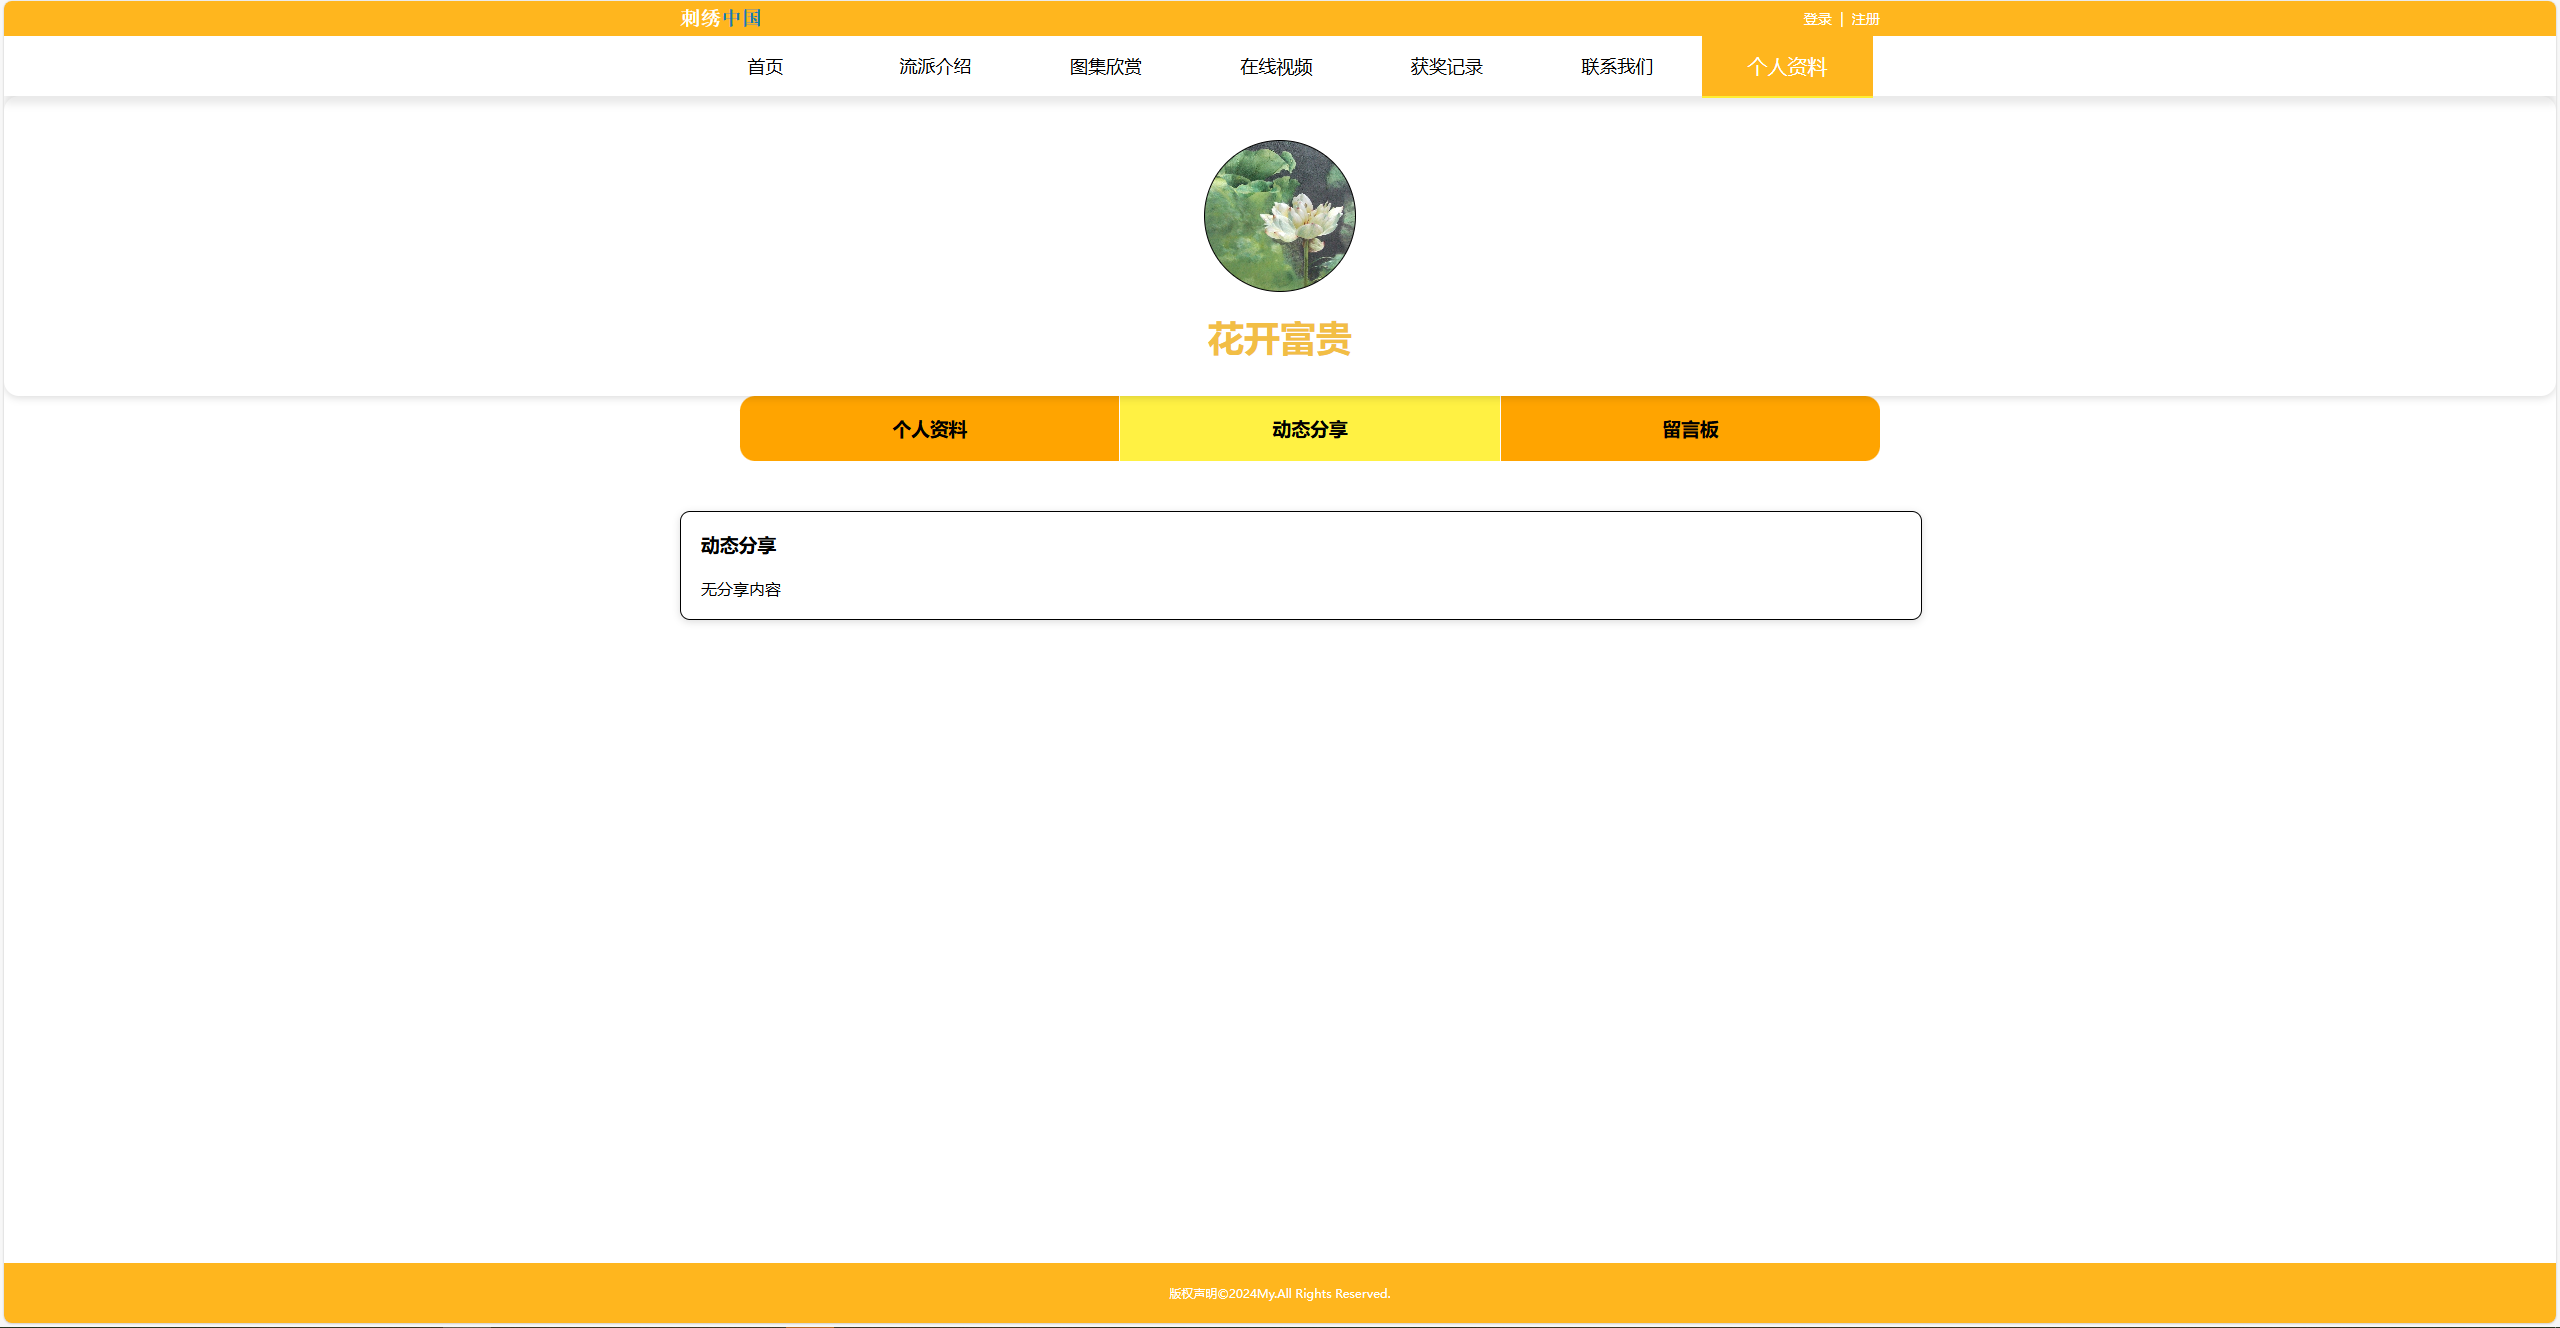 刺绣中国
登录 | 注册
首页 流派介绍 图集欣赏 在线视频 获奖记录 联系我们 个人资料
花开富贵
个人资料 动态分享 留言板
动态分享
无分享内容
版权声明©2024My.All Rights Reserved.